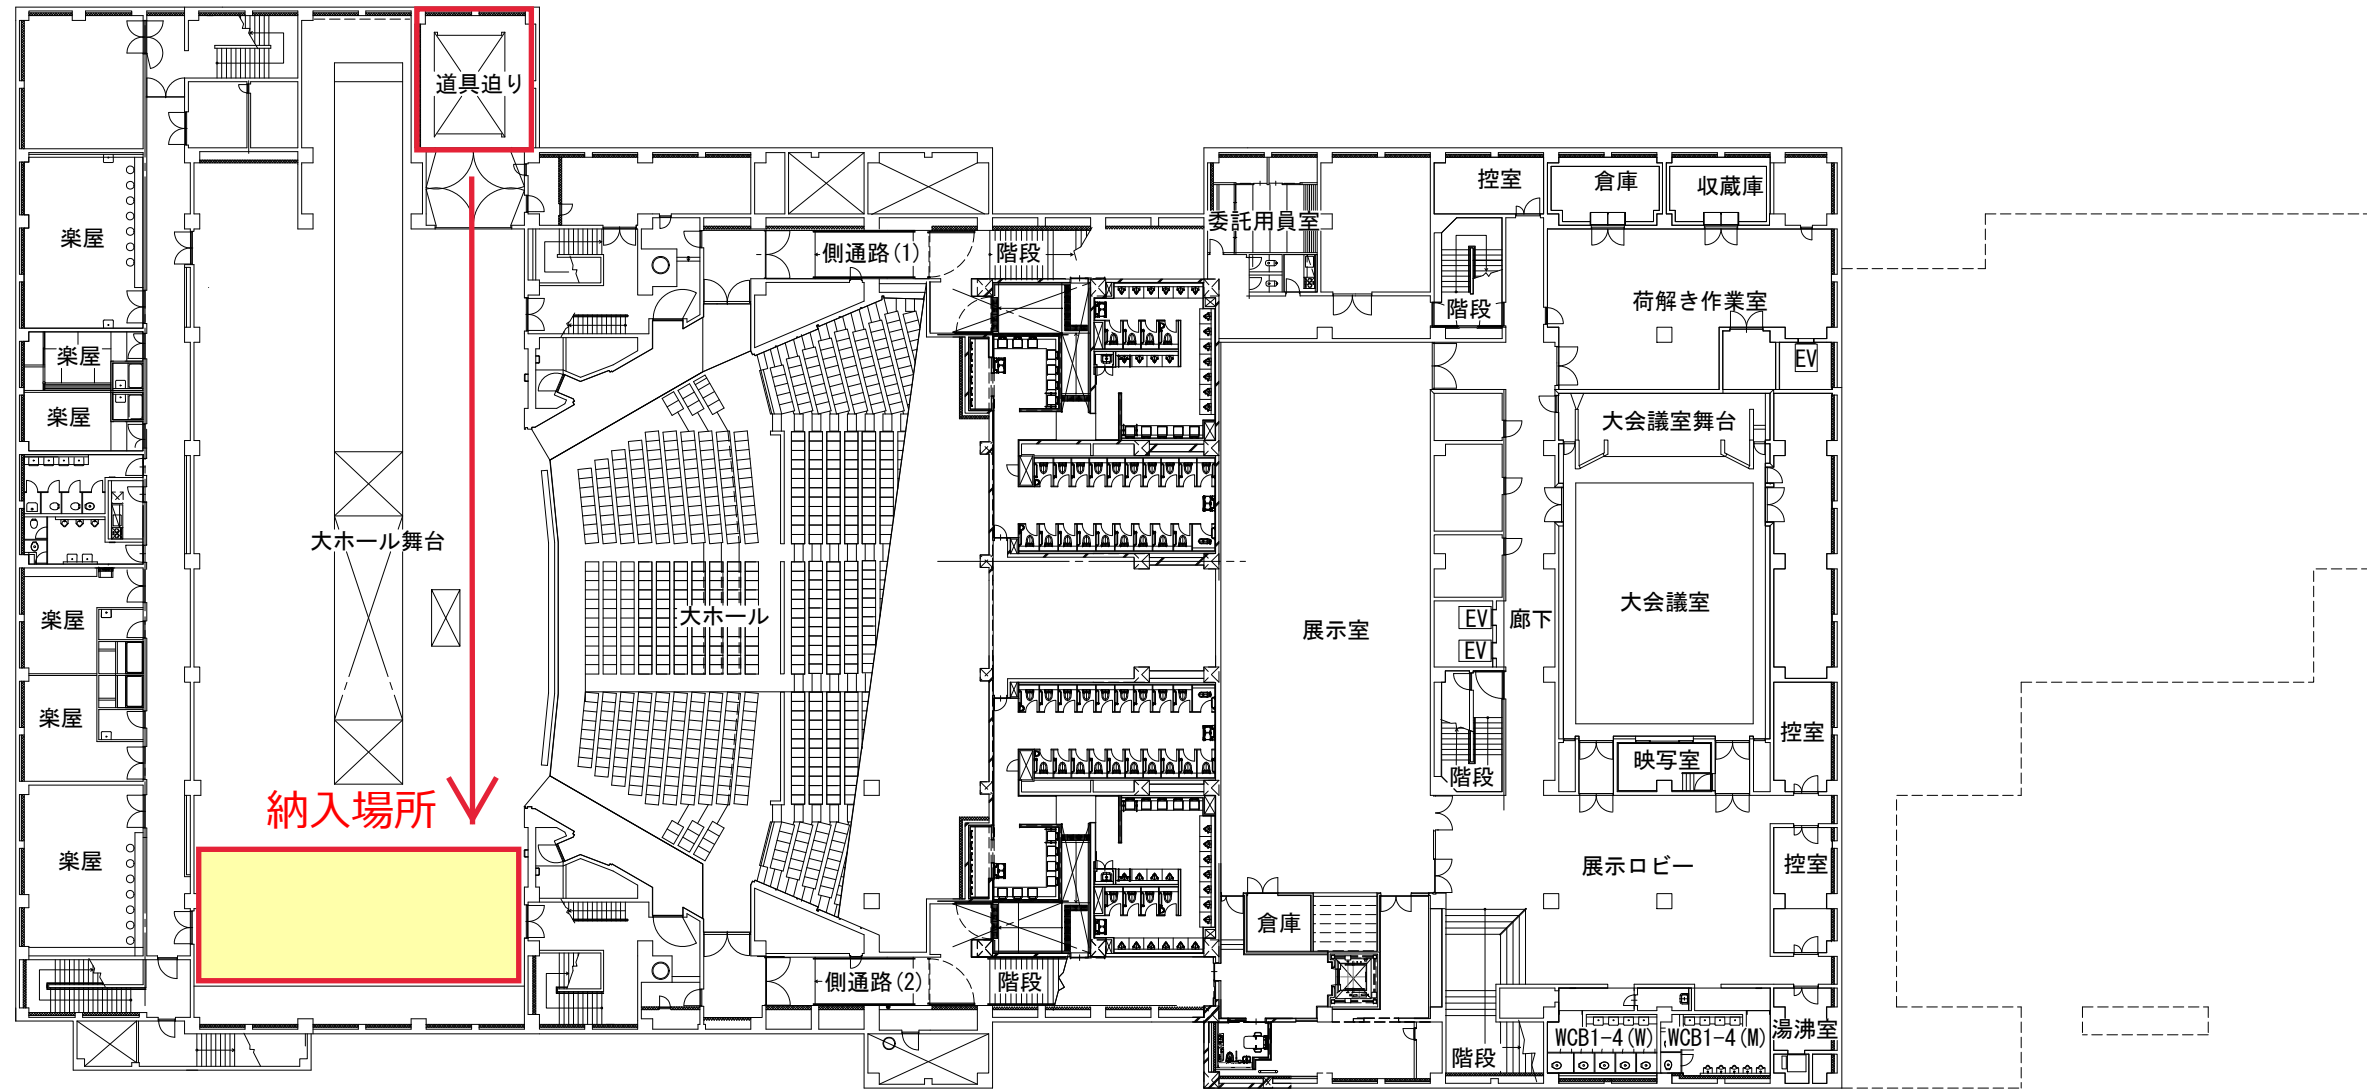 道具迫り
控室
倉庫
収蔵庫
委託用員室
楽屋
側通路(1)
階段
荷解き作業室
階段
楽屋
EV
楽屋
大会議室舞台
大ホール舞台
大会議室
楽屋
大ホール
EV
廊下
展示室
EV
楽屋
控室
映写室
階段
納入場所
楽屋
展示ロビー
控室
倉庫
側通路(2)
階段
湯沸室
WCB1-4(W)
WCB1-4(M)
階段